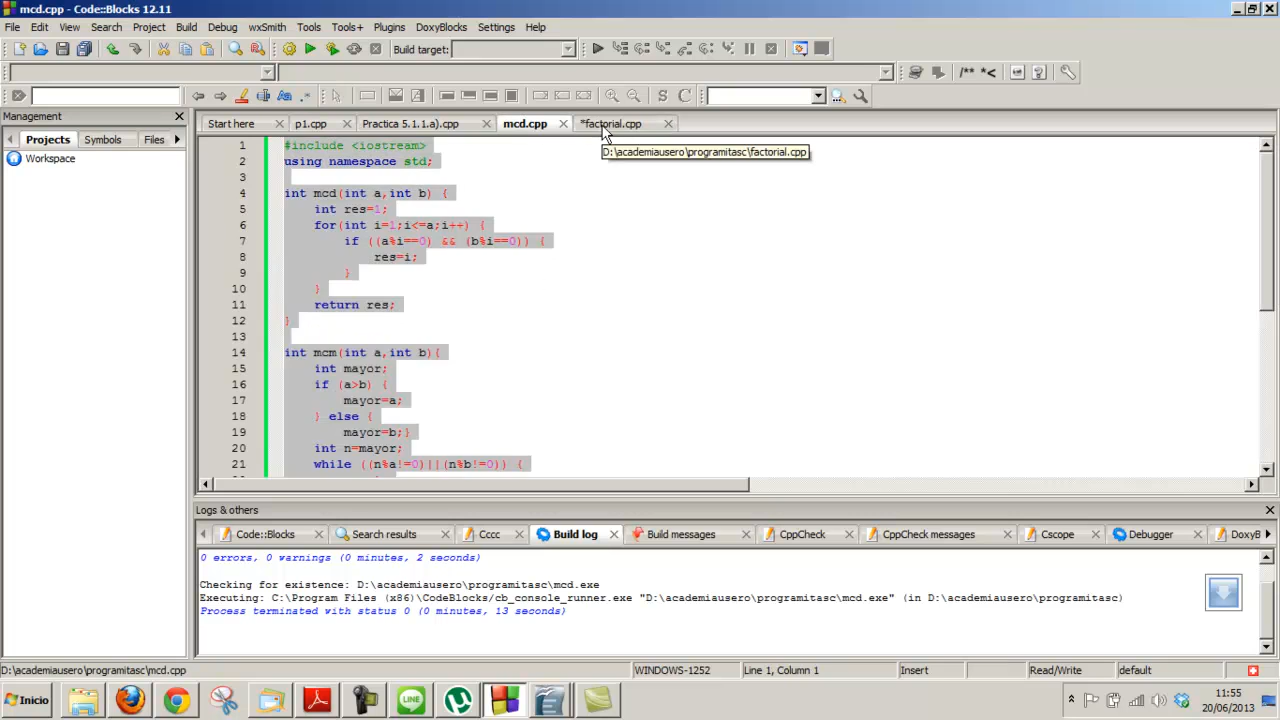 mcd.cpp - Code::Blocks 12.11
File Edit View Search Project Build Debug wxSmith Tools Tools+ Plugins DoxyBlocks Settings Help
Build target:
/** *<
S C
Management
Start here p1.cpp Practica 5.1.1.a).cpp mcd.cpp *factorial.cpp
Projects Symbols Files
D:\academiausero\programitasc\factorial.cpp
Workspace
1 #include <iostream>
2 using namespace std;
3
4 int mcd(int a,int b) {
5 int res=1;
6 for(int i=1;i<=a;i++) {
7 if ((a%i==0) && (b%i==0)) {
8 res=i;
9 }
10 }
11 return res;
12 }
13
14 int mcm(int a,int b){
15 int mayor;
16 if (a>b) {
17 mayor=a;
18 } else {
19 mayor=b;}
20 int n=mayor;
21 while ((n%a!=0)||(n%b!=0)) {
Logs & others
Code::Blocks Search results Cccc Build log Build messages CppCheck CppCheck messages Cscope Debugger DoxyB
0 errors, 0 warnings (0 minutes, 2 seconds)
Checking for existence: D:\academiausero\programitasc\mcd.exe
Executing: C:\Program Files (x86)\CodeBlocks/cb_console_runner.exe "D:\academiausero\programitasc\mcd.exe" (in D:\academiausero\programitasc)
Process terminated with status 0 (0 minutes, 13 seconds)
D:\academiausero\programitasc\mcd.cpp WINDOWS-1252 Line 1, Column 1 Insert Read/Write default
Inicio
LINE
11:55
20/06/2013